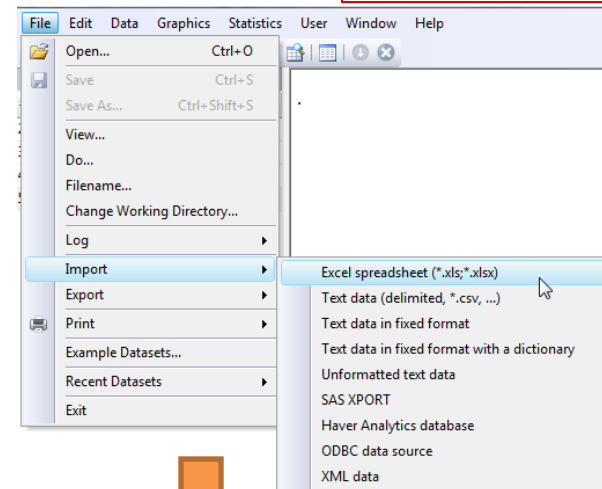 File Edit Data Graphics Statistics User Window Help
Open... Ctrl+O
Save Ctrl+S
Save As... Ctrl+Shift+S
View...
Do...
Filename...
Change Working Directory...
Log
Import
Export
Print
Example Datasets...
Recent Datasets
Exit
Excel spreadsheet (*.xls;*.xlsx)
Text data (delimited, *.csv, ...)
Text data in fixed format
Text data in fixed format with a dictionary
Unformatted text data
SAS XPORT
Haver Analytics database
ODBC data source
XML data